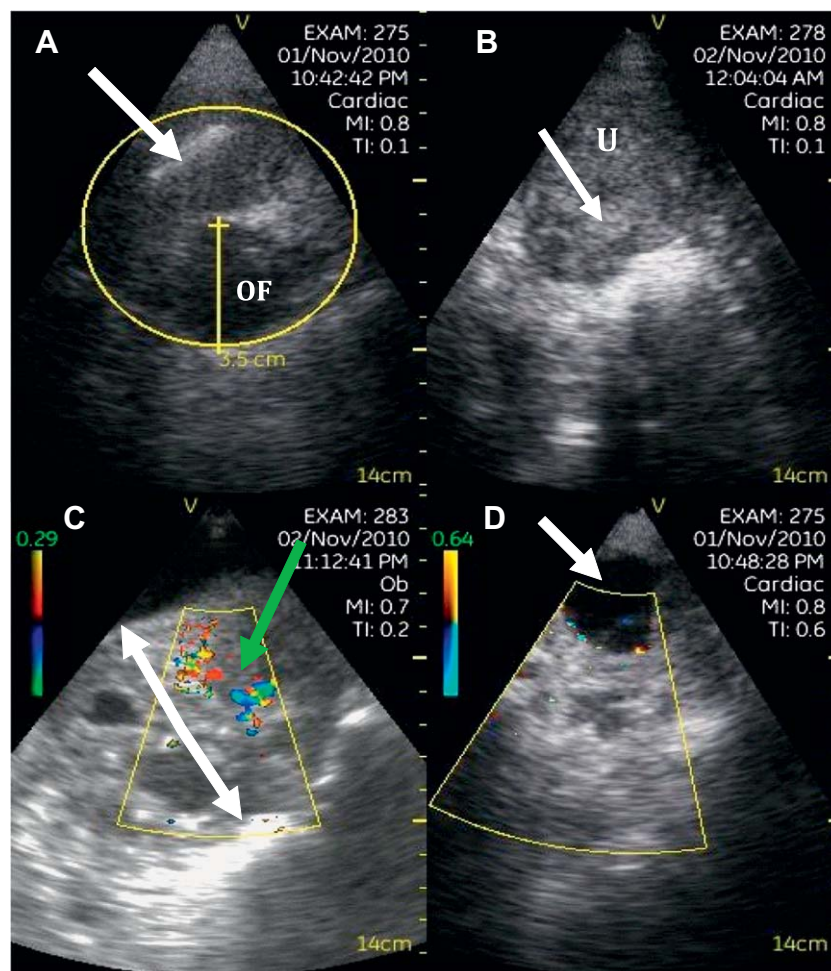 A
V
EXAM: 275
01/Nov/2010
10:42:42 PM
Cardiac
MI: 0.8
TI: 0.1
OF
3.5 cm
14cm
B
V
EXAM: 278
02/Nov/2010
12:04:04 AM
Cardiac
MI: 0.8
TI: 0.1
U
14cm
C
V
0.29
EXAM: 283
02/Nov/2010
11:12:41 PM
Ob
MI: 0.7
TI: 0.2
14cm
D
V
0.64
EXAM: 275
01/Nov/2010
10:48:28 PM
Cardiac
MI: 0.8
TI: 0.6
14cm